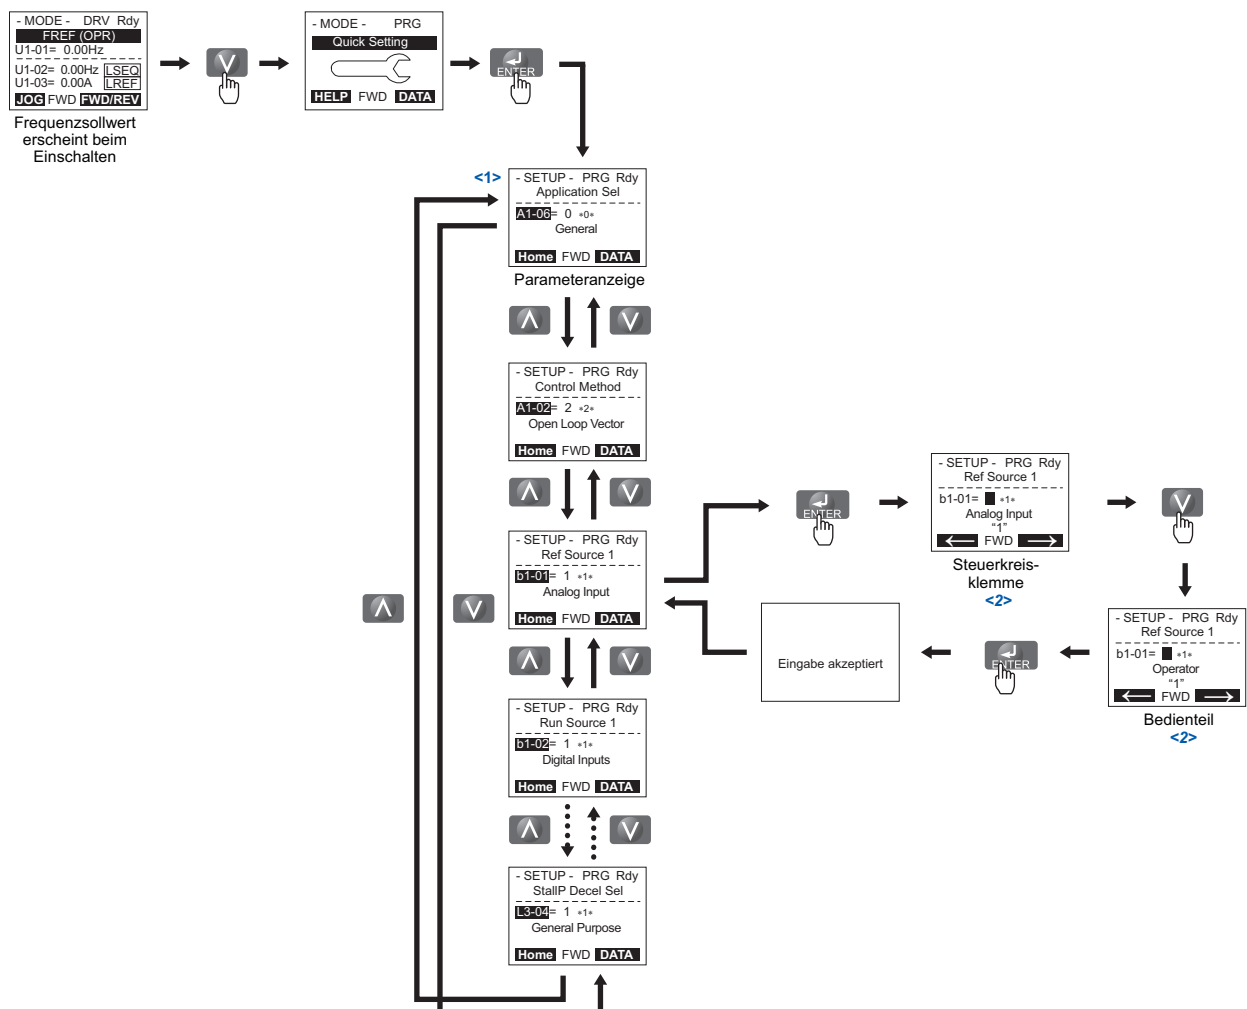 - MODE - DRV Rdy
FREF (OPR)
U1-01= 0.00Hz
U1-02= 0.00Hz LSEQ
U1-03= 0.00A LREF
JOG FWD FWD/REV
Frequenzsollwert
erscheint beim
Einschalten
- MODE - PRG
Quick Setting
HELP FWD DATA
ENTER
<1>
- SETUP - PRG Rdy
Application Sel
A1-06= 0 *0*
General
Home FWD DATA
Parameteranzeige
- SETUP - PRG Rdy
Control Method
A1-02= 2 *2*
Open Loop Vector
Home FWD DATA
- SETUP - PRG Rdy
Ref Source 1
b1-01= 1 *1*
Analog Input
Home FWD DATA
ENTER
- SETUP - PRG Rdy
Ref Source 1
b1-01= *1*
Analog Input
“1”
← FWD →
Steuerkreis-
klemme
<2>
- SETUP - PRG Rdy
Ref Source 1
b1-01= *1*
Operator
“1”
← FWD →
Bedienteil
<2>
ENTER
Eingabe akzeptiert
- SETUP - PRG Rdy
Run Source 1
b1-02= 1 *1*
Digital Inputs
Home FWD DATA
- SETUP - PRG Rdy
StallP Decel Sel
L3-04= 1 *1*
General Purpose
Home FWD DATA